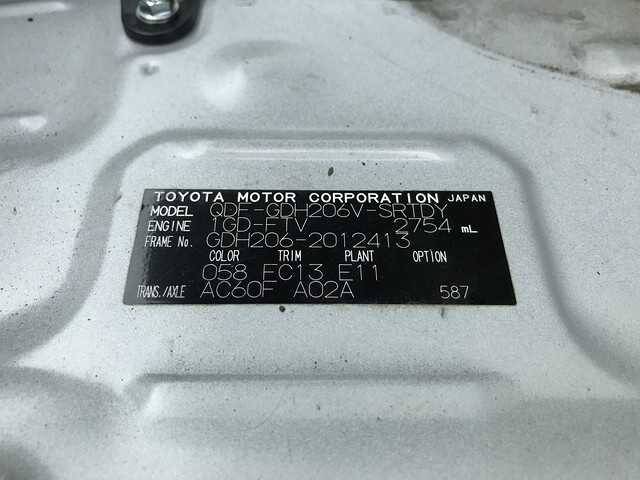 TOYOTA MOTOR CORPORATION JAPAN
MODEL QDF-GDH206V-SRTDY
ENGINE 1GD-FTV 2754 mL
FRAME No. GDH206-2012413
COLOR TRIM PLANT OPTION
058 FC13 E11
TRANS./AXLE AC60F A02A 587